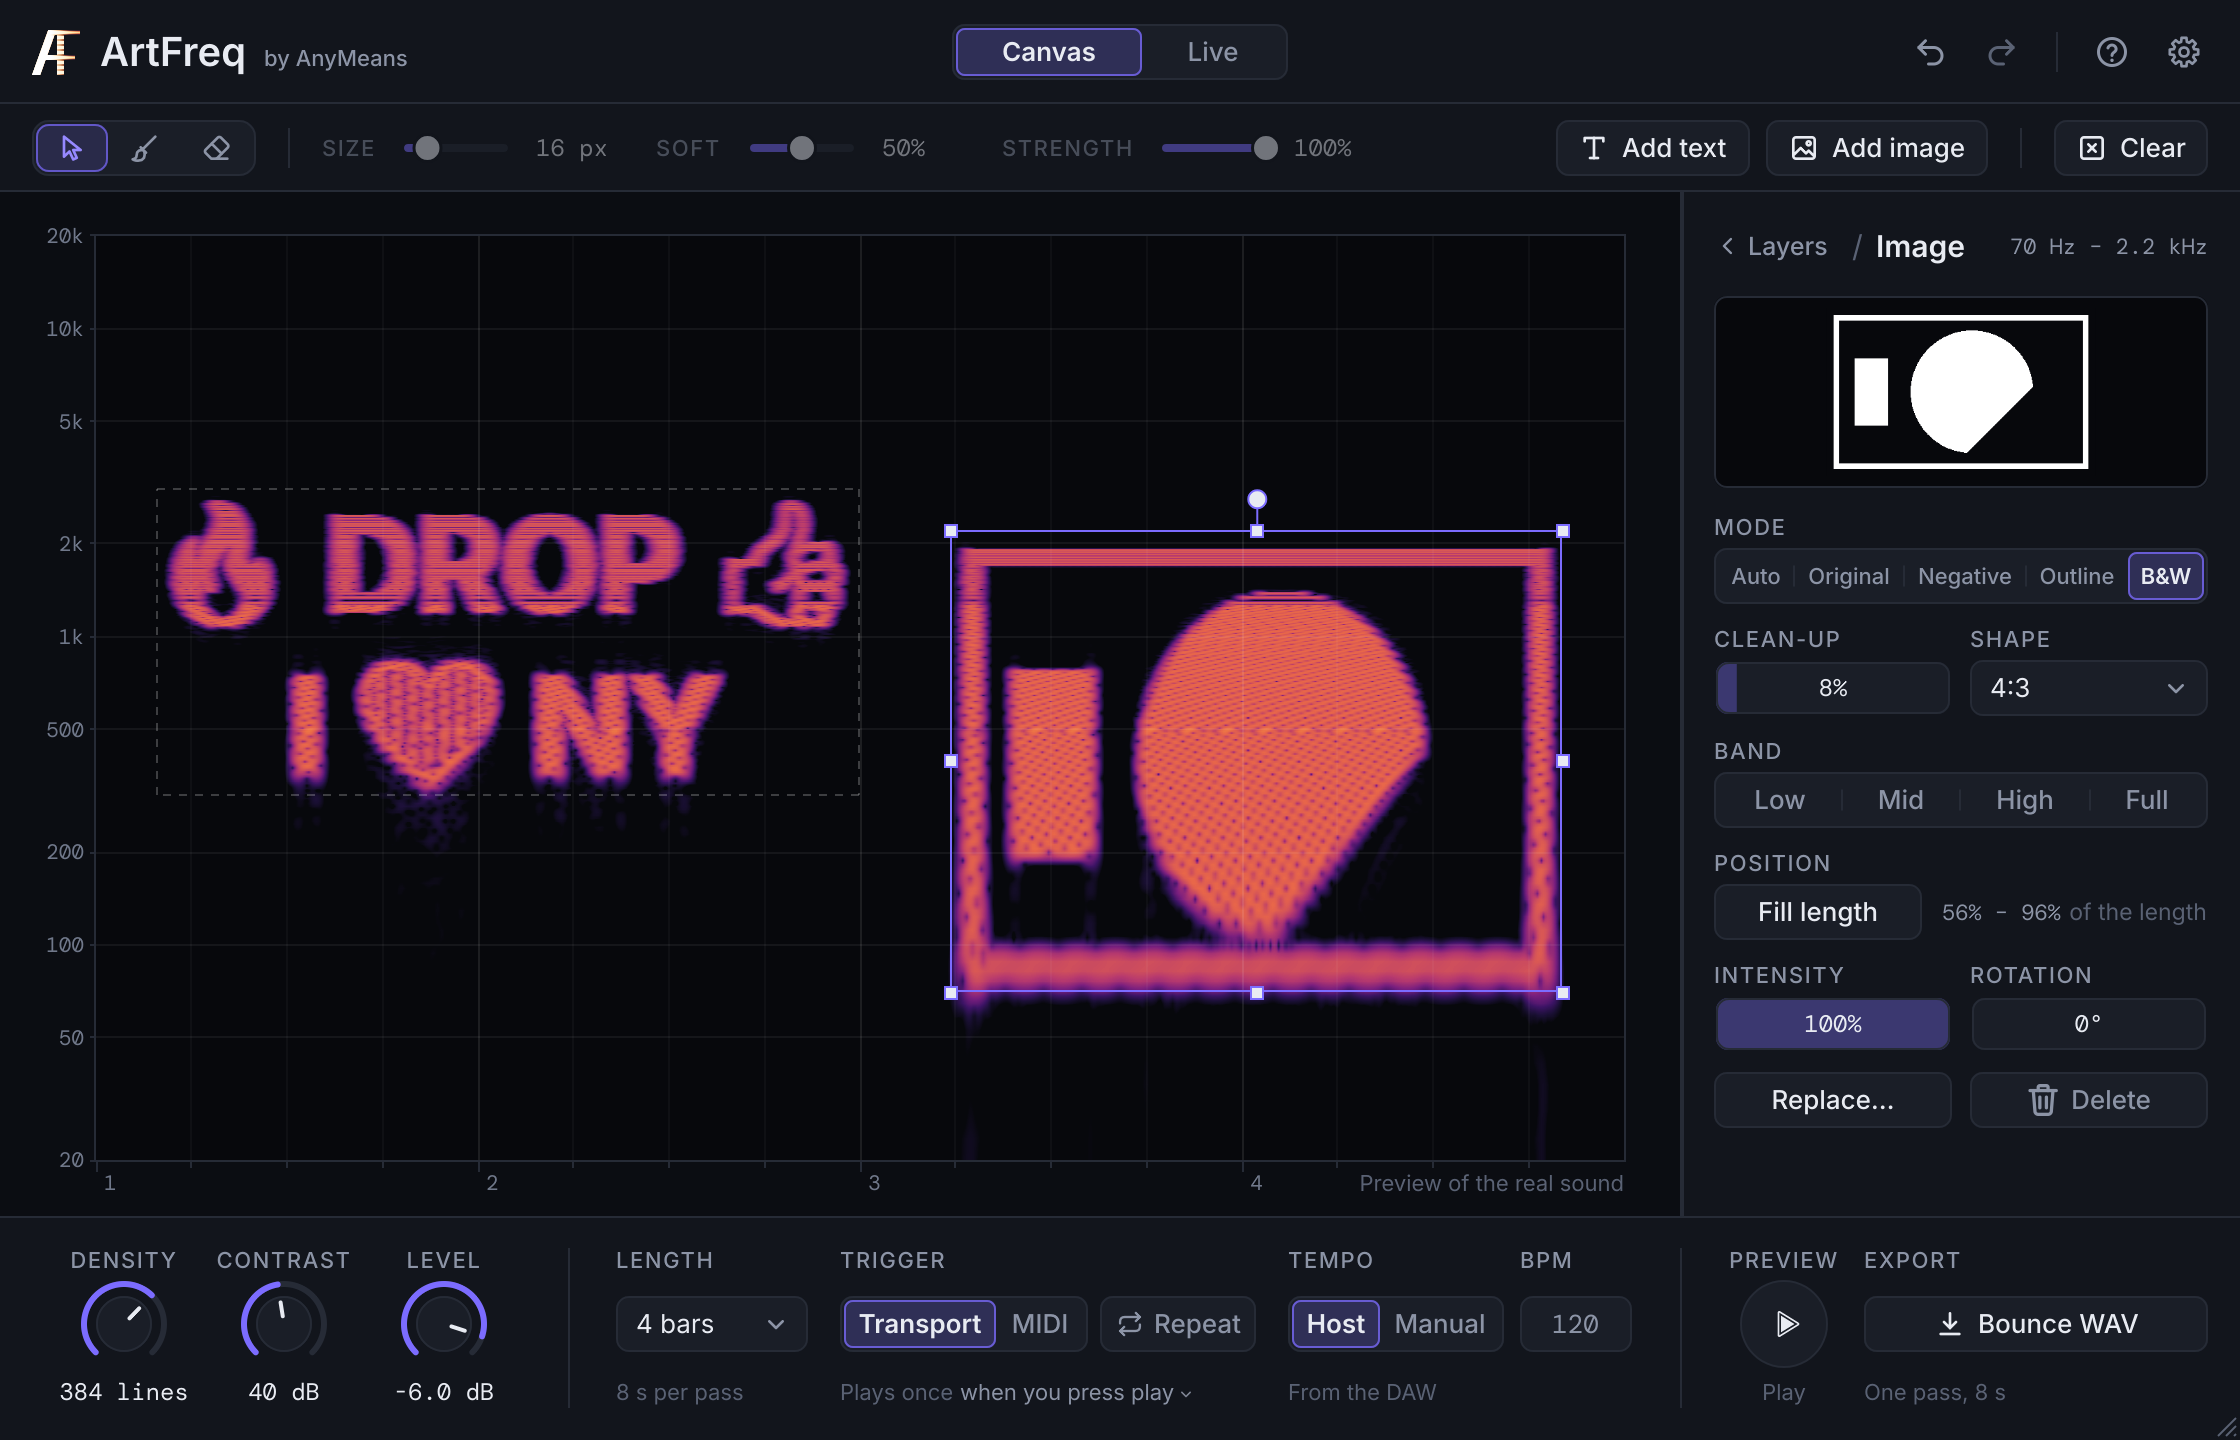 ArtFreq by AnyMeans
Canvas Live
SIZE 16 px SOFT 50% STRENGTH 100%
Add text Add image Clear
20k
10k
5k
2k
1k
500
200
100
50
20
DROP
I NY
1 2 3 4
Preview of the real sound
Layers / Image 70 Hz - 2.2 kHz
MODE
Auto Original Negative Outline B&W
CLEAN-UP SHAPE
8% 4:3
BAND
Low Mid High Full
POSITION
Fill length 56% - 96% of the length
INTENSITY ROTATION
100% 0°
Replace... Delete
DENSITY CONTRAST LEVEL LENGTH TRIGGER TEMPO BPM PREVIEW EXPORT
4 bars Transport MIDI Repeat Host Manual 120 Bounce WAV
384 lines 40 dB -6.0 dB 8 s per pass Plays once when you press play From the DAW Play One pass, 8 s